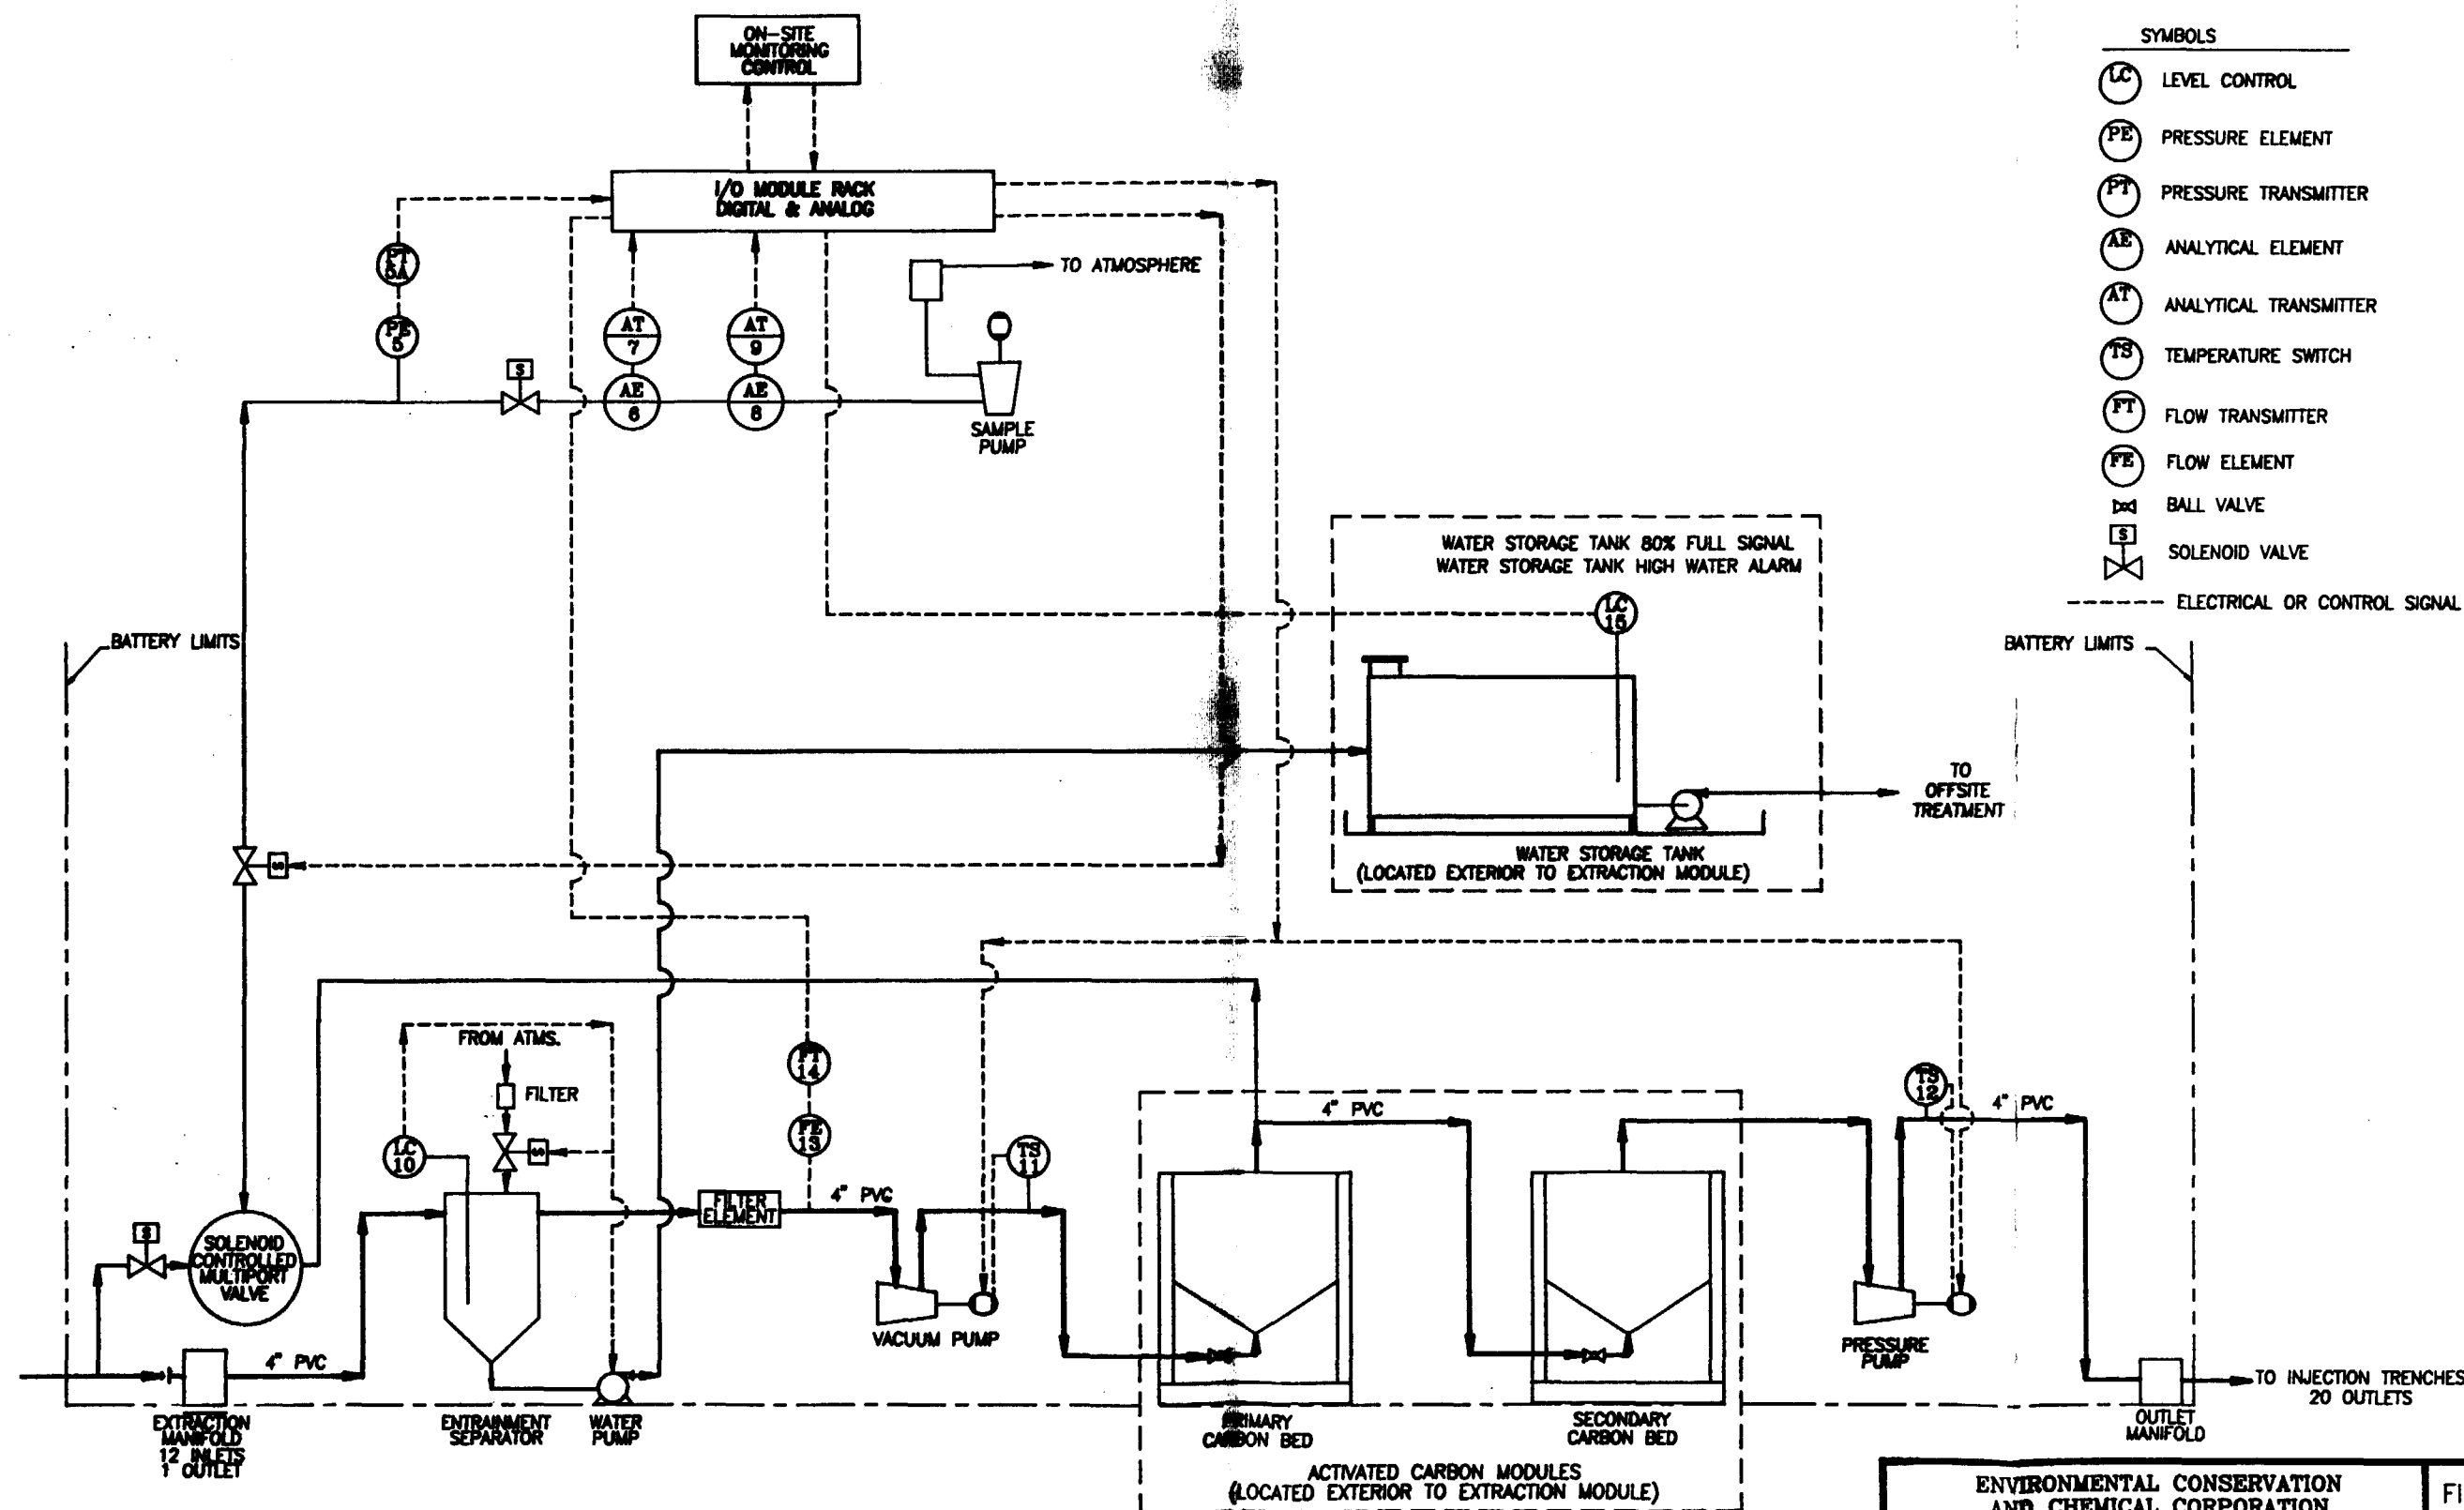 ON-SITE
MONITORING
CONTROL
I/O MODULE RACK
DIGITAL & ANALOG
PT
5A
PE
5
S
AT
7
AT
9
AE
6
AE
8
TO ATMOSPHERE
SAMPLE
PUMP
SYMBOLS
LC LEVEL CONTROL
PE PRESSURE ELEMENT
PT PRESSURE TRANSMITTER
AE ANALYTICAL ELEMENT
AT ANALYTICAL TRANSMITTER
TS TEMPERATURE SWITCH
FT FLOW TRANSMITTER
FE FLOW ELEMENT
BALL VALVE
S
SOLENOID VALVE
ELECTRICAL OR CONTROL SIGNAL
WATER STORAGE TANK 80% FULL SIGNAL
WATER STORAGE TANK HIGH WATER ALARM
LC
15
TO
OFFSITE
TREATMENT
WATER STORAGE TANK
(LOCATED EXTERIOR TO EXTRACTION MODULE)
BATTERY LIMITS
BATTERY LIMITS
S
FROM ATMS.
FILTER
S
LC
10
FT
14
FE
13
TS
11
TS
12
4" PVC
4" PVC
4" PVC
4" PVC
FILTER
ELEMENT
S
SOLENOID
CONTROLLED
MULTIPORT
VALVE
VACUUM PUMP
PRESSURE
PUMP
EXTRACTION
MANIFOLD
12 INLETS
1 OUTLET
ENTRAINMENT
SEPARATOR
WATER
PUMP
PRIMARY
CARBON BED
SECONDARY
CARBON BED
ACTIVATED CARBON MODULES
(LOCATED EXTERIOR TO EXTRACTION MODULE)
OUTLET
MANIFOLD
TO INJECTION TRENCHES
20 OUTLETS
ENVIRONMENTAL CONSERVATION
AND CHEMICAL CORPORATION